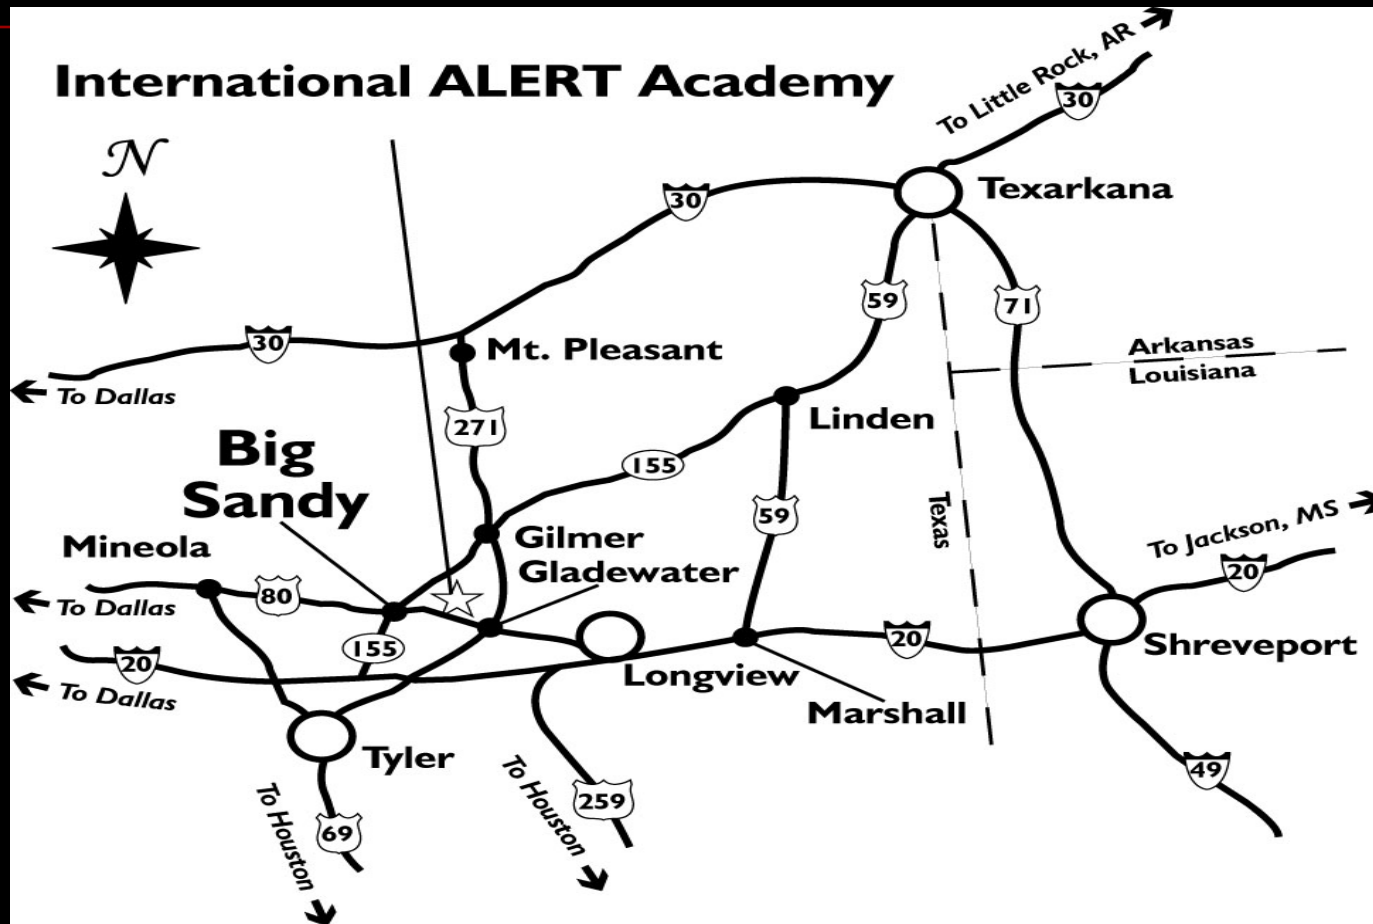 International ALERT Academy
N
To Little Rock, AR
30
Texarkana
30
59
71
30
To Dallas
Mt. Pleasant
Arkansas
Louisiana
271
Linden
Big
Sandy
155
Texas
59
Mineola
Gilmer
Gladewater
To Jackson, MS
20
80
To Dallas
155
20
To Dallas
20
Longview
Shreveport
Marshall
Tyler
To Houston
69
To Houston
259
49